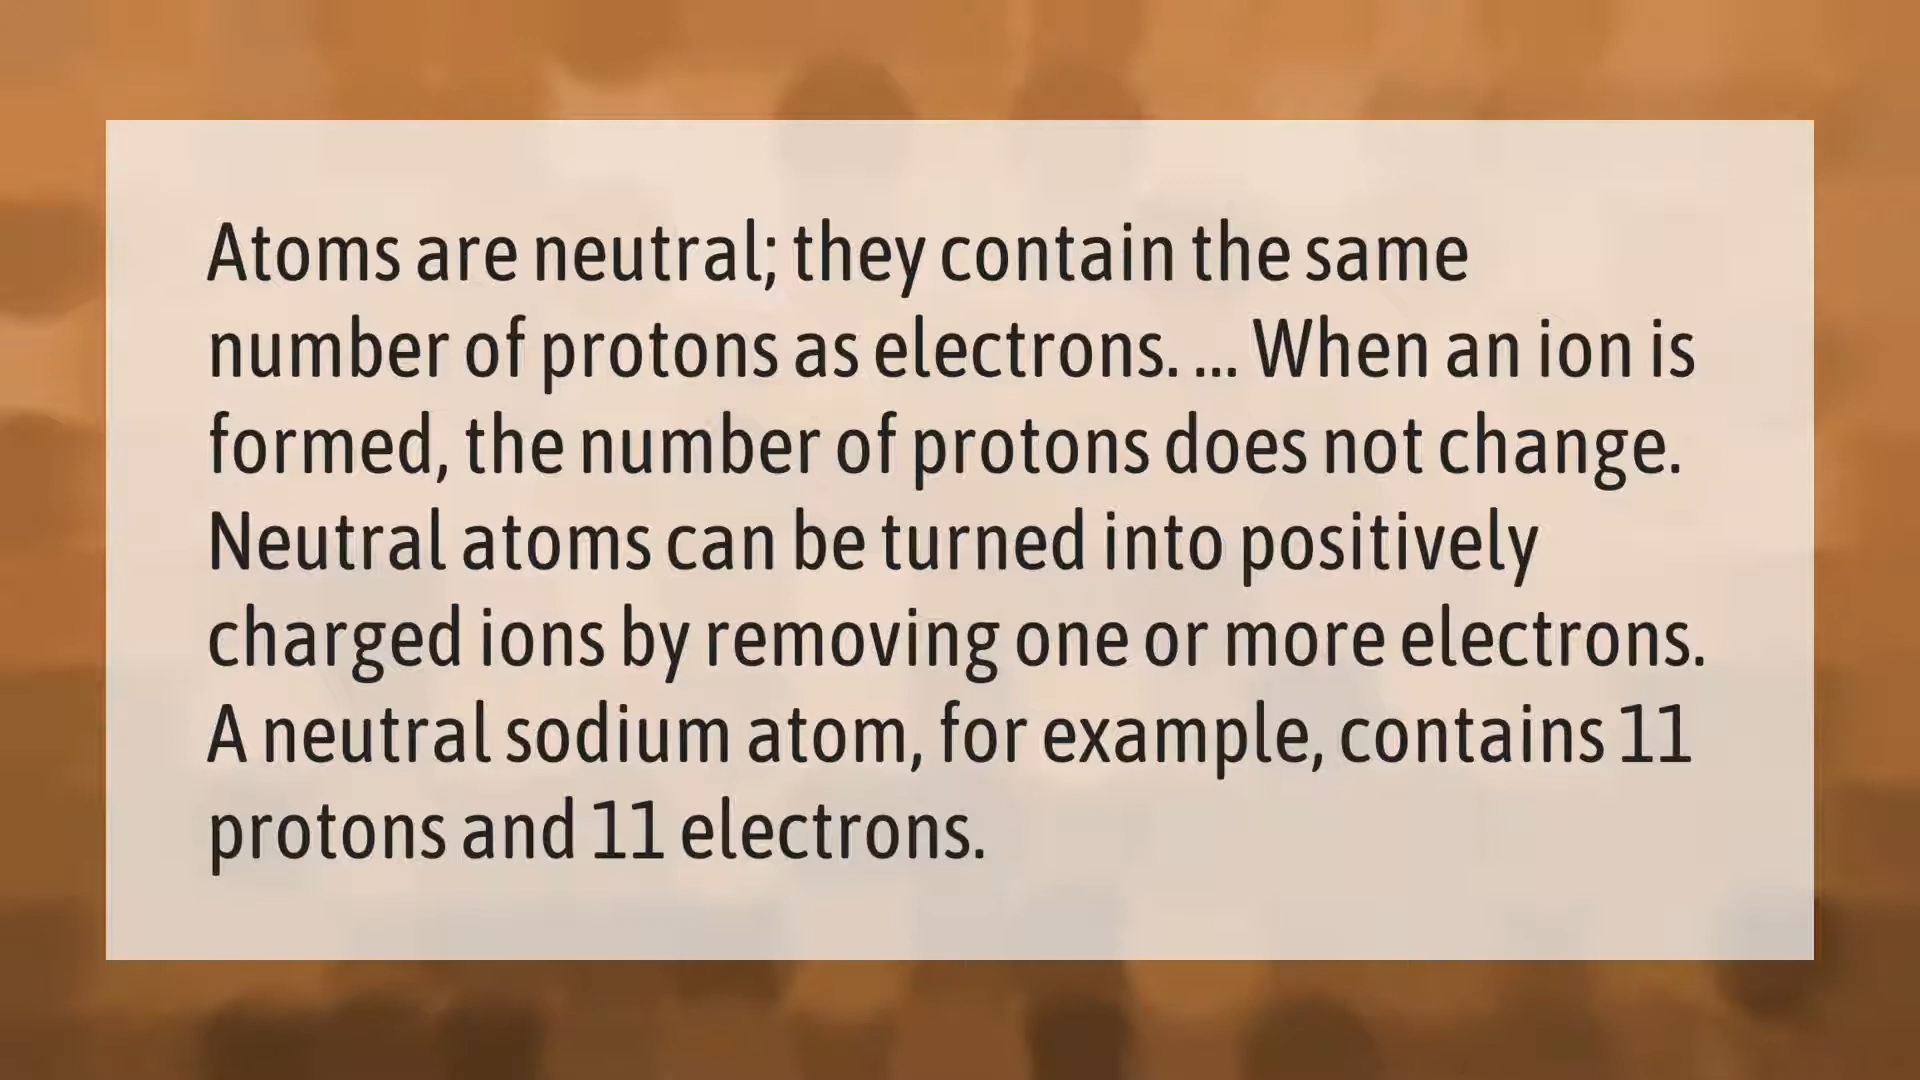 Atoms are neutral; they contain the same
number of protons as electrons. ... When an ion is
formed, the number of protons does not change.
Neutral atoms can be turned into positively
charged ions by removing one or more electrons.
A neutral sodium atom, for example, contains 11
protons and 11 electrons.